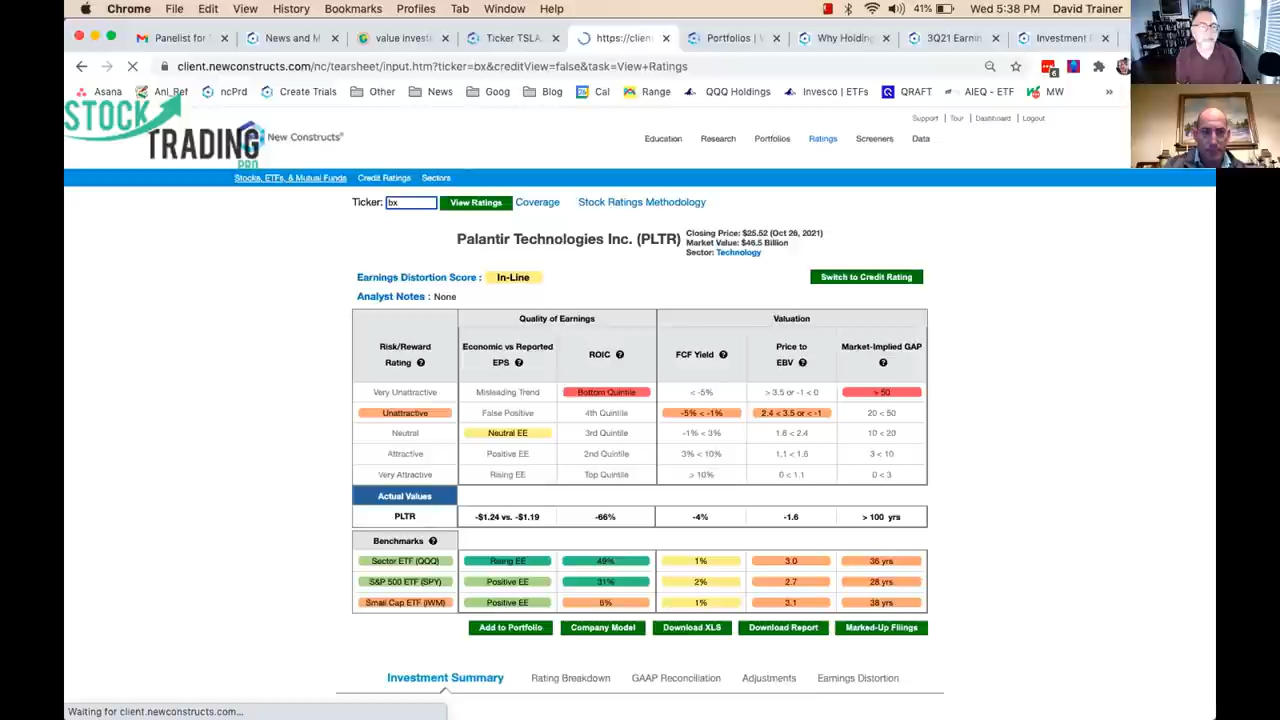 Chrome File Edit View History Bookmarks Profiles Tab Window Help 41% Wed 5:38 PM David Trainer
Panelist for News and M value inves Ticker TSLA https://clien Portfolios | Why Holding 3Q21 Earnin Investment
client.newconstructs.com/nc/tearsheet/input.htm?ticker=bx&creditView=false&task=View+Ratings 6
Asana Anl_Ref ncPrd Create Trials Other News Goog Blog Cal Range QQQ Holdings Invesco | ETFs QRAFT AIEQ - ETF MW »
STOCK TRADING PRO
New Constructs®
Support | Tour | Dashboard | Logout
Education Research Portfolios Ratings Screeners Data
Stocks, ETFs, & Mutual Funds Credit Ratings Sectors
Ticker: bx View Ratings Coverage Stock Ratings Methodology
Palantir Technologies Inc. (PLTR)
Closing Price: $25.52 (Oct 26, 2021)
Market Value: $46.5 Billion
Sector: Technology
Earnings Distortion Score : In-Line Switch to Credit Rating
Analyst Notes : None
Quality of Earnings Valuation
Risk/Reward Rating Economic vs Reported EPS ROIC FCF Yield Price to EBV Market-Implied GAP
Very Unattractive Misleading Trend Bottom Quintile < -5% > 3.5 or -1 < 0 > 50
Unattractive False Positive 4th Quintile -5% < -1% 2.4 < 3.5 or < -1 20 < 50
Neutral Neutral EE 3rd Quintile -1% < 3% 1.6 < 2.4 10 < 20
Attractive Positive EE 2nd Quintile 3% < 10% 1.1 < 1.6 3 < 10
Very Attractive Rising EE Top Quintile > 10% 0 < 1.1 0 < 3
Actual Values
PLTR -$1.24 vs. -$1.19 -66% -4% -1.6 > 100 yrs
Benchmarks
Sector ETF (QQQ) Rising EE 49% 1% 3.0 36 yrs
S&P 500 ETF (SPY) Positive EE 31% 2% 2.7 28 yrs
Small Cap ETF (IWM) Positive EE 6% 1% 3.1 38 yrs
Add to Portfolio Company Model Download XLS Download Report Marked-Up Filings
Investment Summary Rating Breakdown GAAP Reconciliation Adjustments Earnings Distortion
Waiting for client.newconstructs.com...